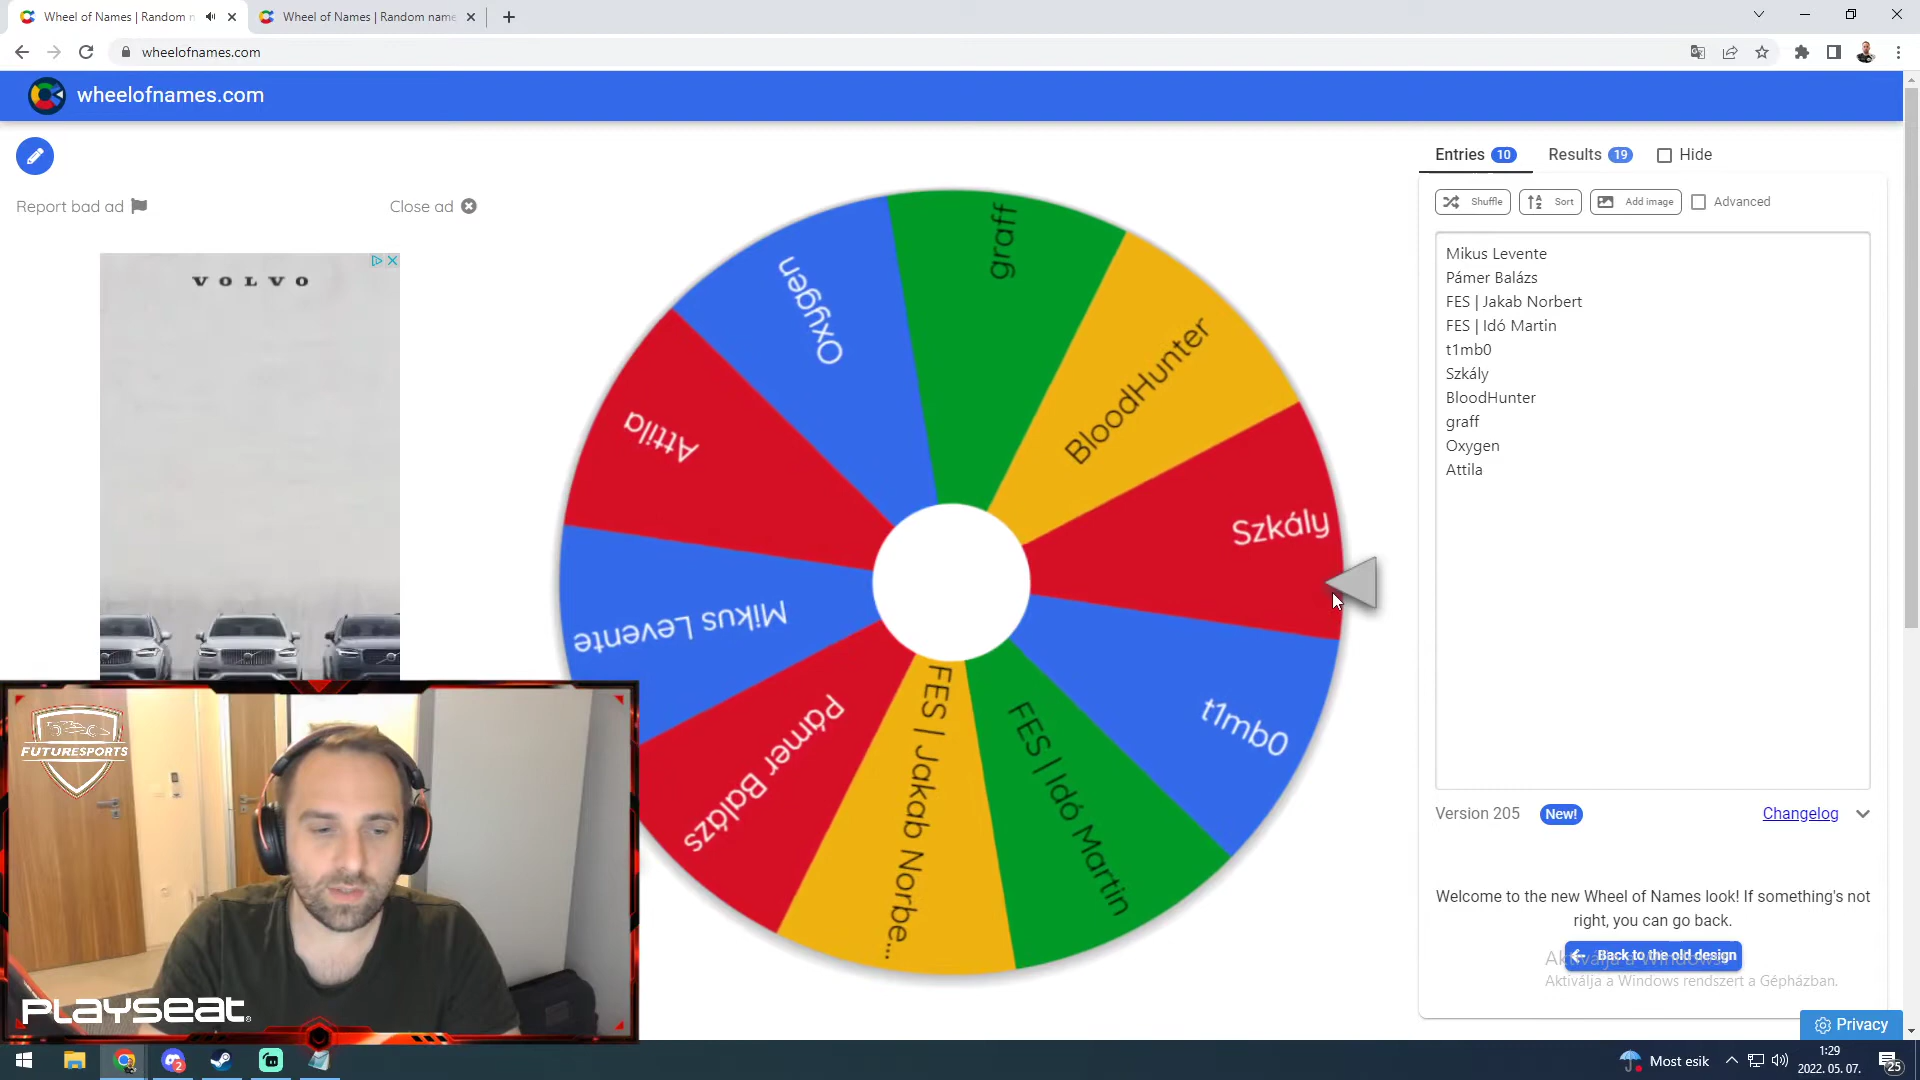 Wheel of Names | Random n
Wheel of Names | Random name
wheelofnames.com
wheelofnames.com
Report bad ad
Close ad
VOLVO
graff
BloodHunter
Szkály
t1mb0
FES | Idó Martin
FES | Jakab Norbe...
Pámer Balázs
Mikus Levente
Attila
Oxygen
Entries 10
Results 19
Hide
Shuffle
Sort
Add image
Advanced
Mikus Levente
Pámer Balázs
FES | Jakab Norbert
FES | Idó Martin
t1mb0
Szkály
BloodHunter
graff
Oxygen
Attila
Version 205
New!
Changelog
Welcome to the new Wheel of Names look! If something's not
right, you can go back.
Back to the old design
Aktiválja a Windows rendszert a Gépházban.
Privacy
FUTURESPORTS
PLAYSEAT
Most esik
1:29
2022. 05. 07.
25
2